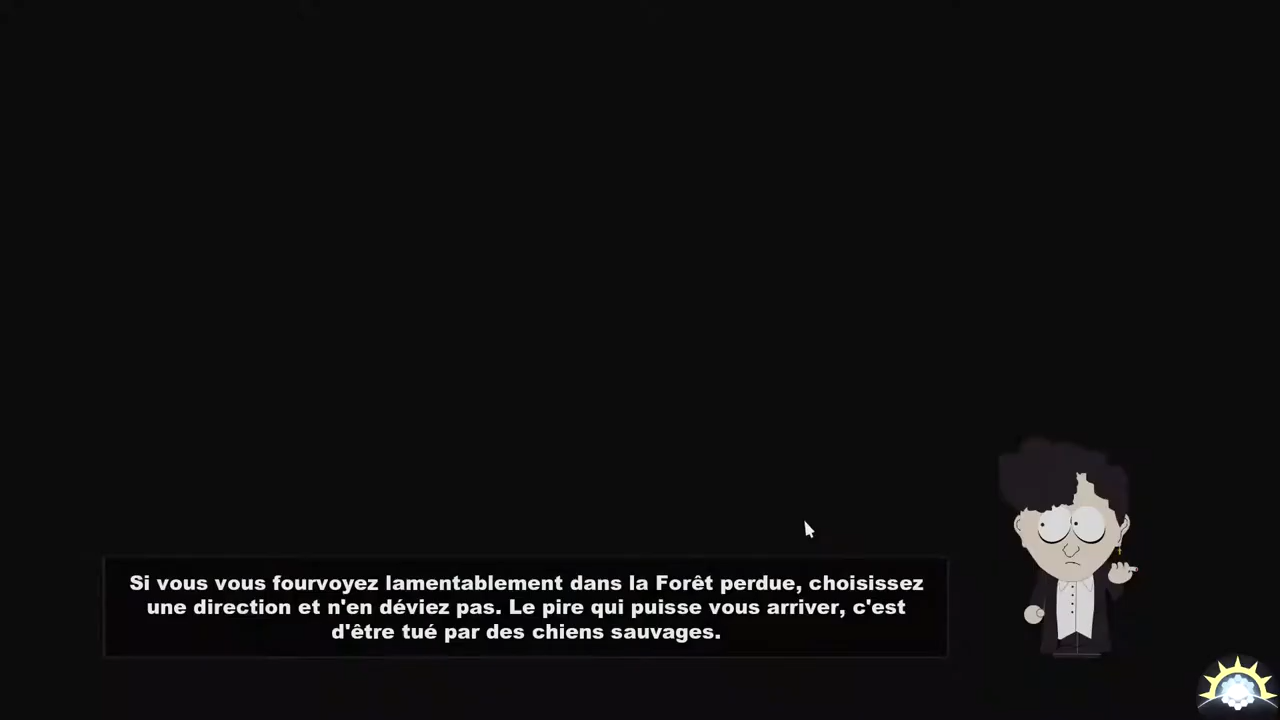 Si vous vous fourvoyez lamentablement dans la Forêt perdue, choisissez
une direction et n'en déviez pas. Le pire qui puisse vous arriver, c'est
d'être tué par des chiens sauvages.